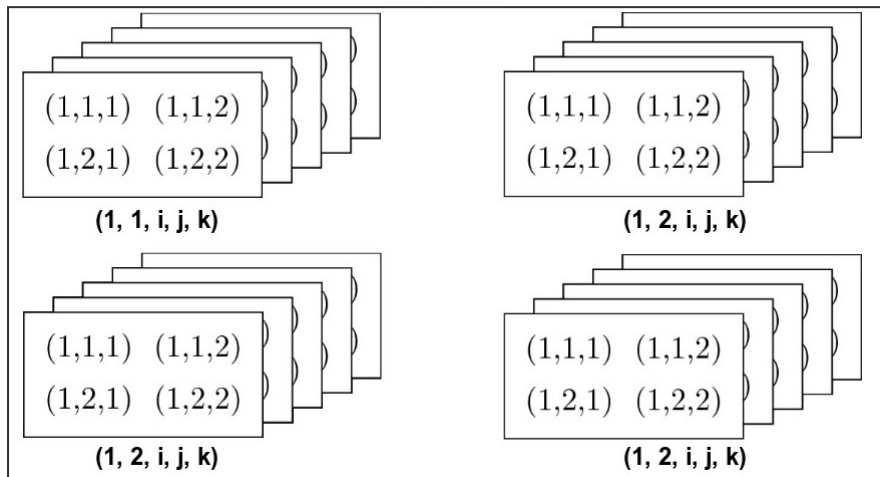 (1,1,1) (1,1,2) (1,1,1) (1,1,2)
(1,2,1) (1,2,2) (1,2,1) (1,2,2)
(1, 1, i, j, k) (1, 2, i, j, k)
(1,1,1) (1,1,2) (1,1,1) (1,1,2)
(1,2,1) (1,2,2) (1,2,1) (1,2,2)
(1, 2, i, j, k) (1, 2, i, j, k)